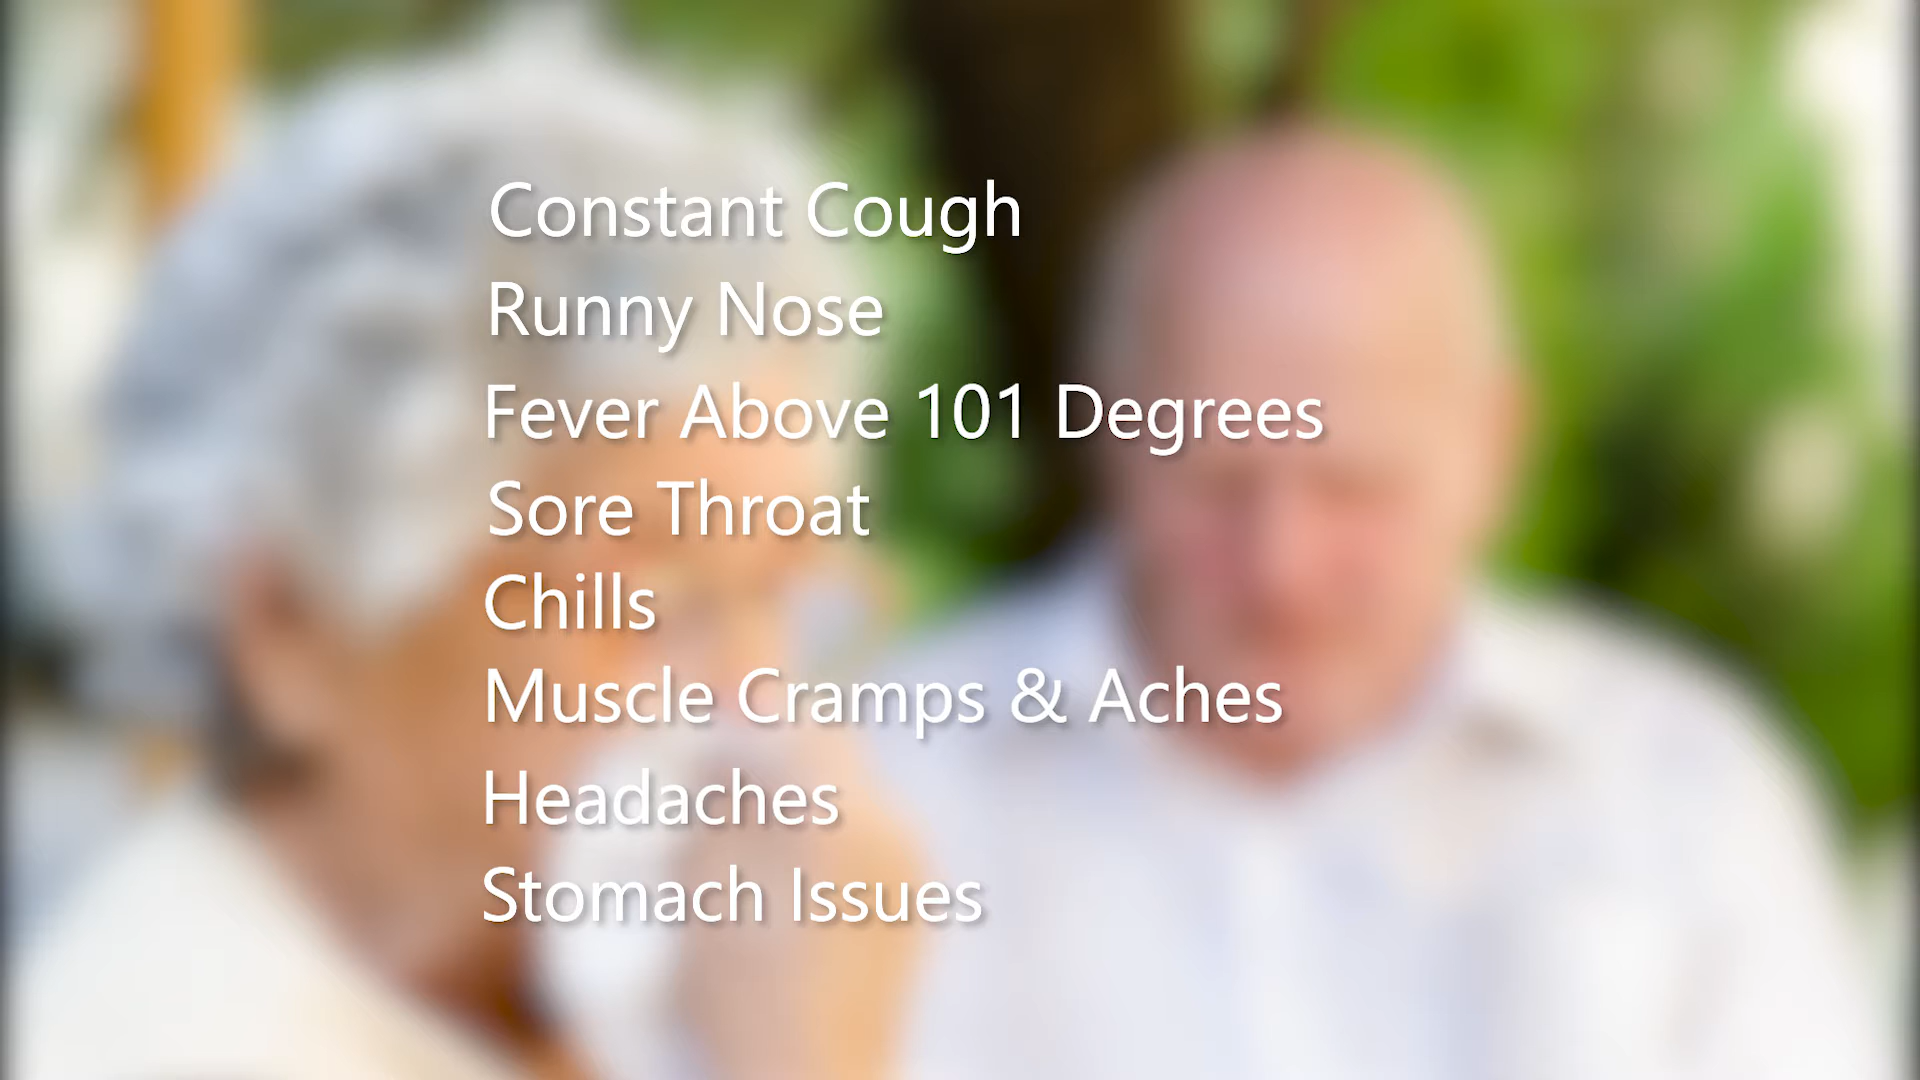 Constant Cough
Runny Nose
Fever Above 101 Degrees
Sore Throat
Chills
Muscle Cramps & Aches
Headaches
Stomach Issues